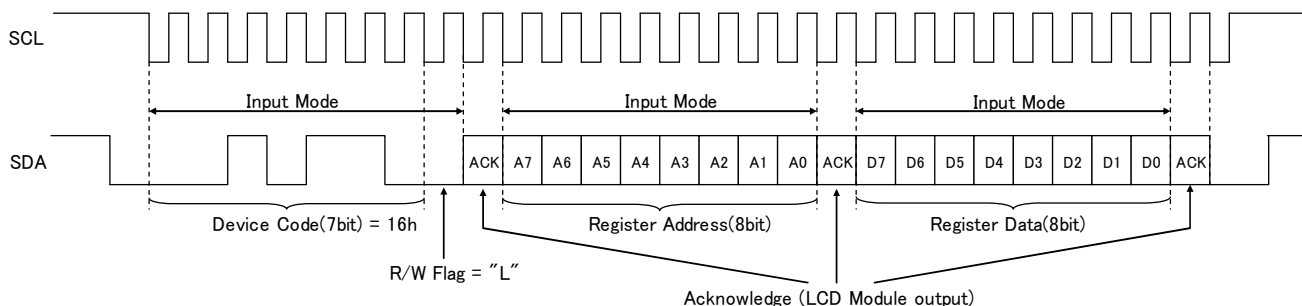 SCL
Input Mode Input Mode Input Mode
SDA ACK A7 A6 A5 A4 A3 A2 A1 A0 ACK D7 D6 D5 D4 D3 D2 D1 D0 ACK
Device Code(7bit) = 16h Register Address(8bit) Register Data(8bit)
R/W Flag = "L"
Acknowledge (LCD Module output)